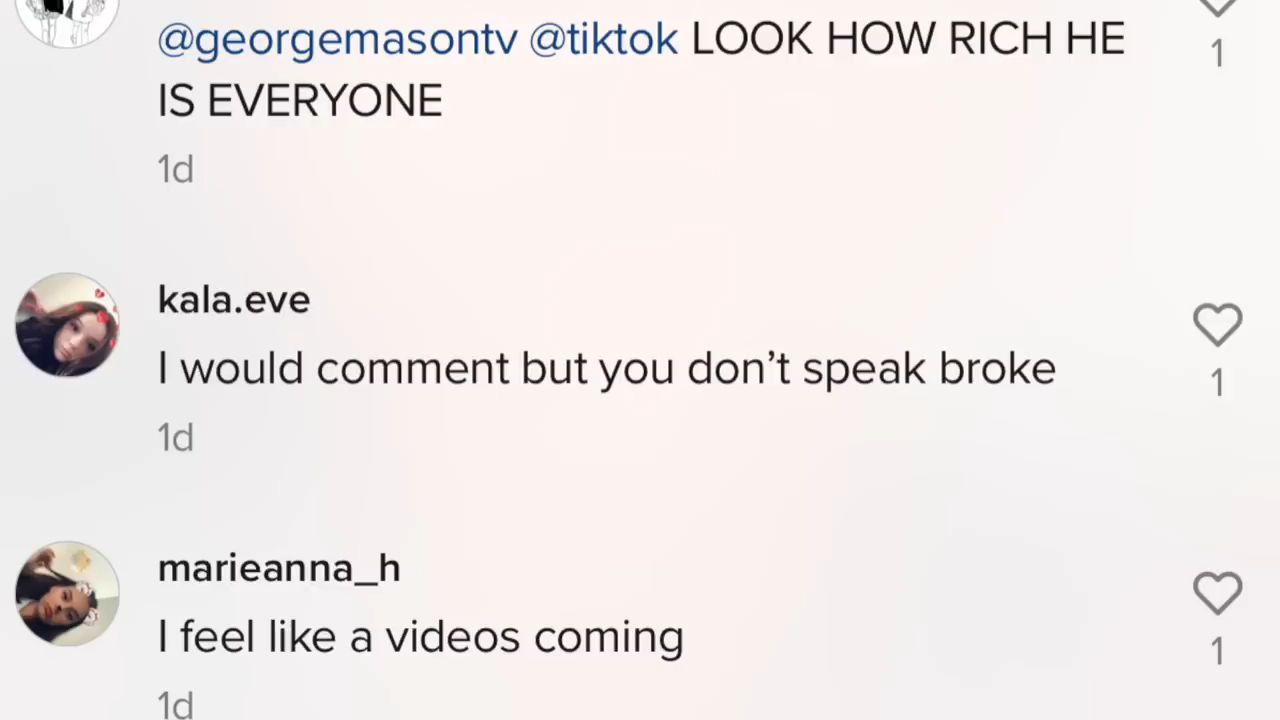 @georgemasontv @tiktok LOOK HOW RICH HE
1
IS EVERYONE
1d
kala.eve
I would comment but you don’t speak broke
1
1d
marieanna_h
I feel like a videos coming
1
1d